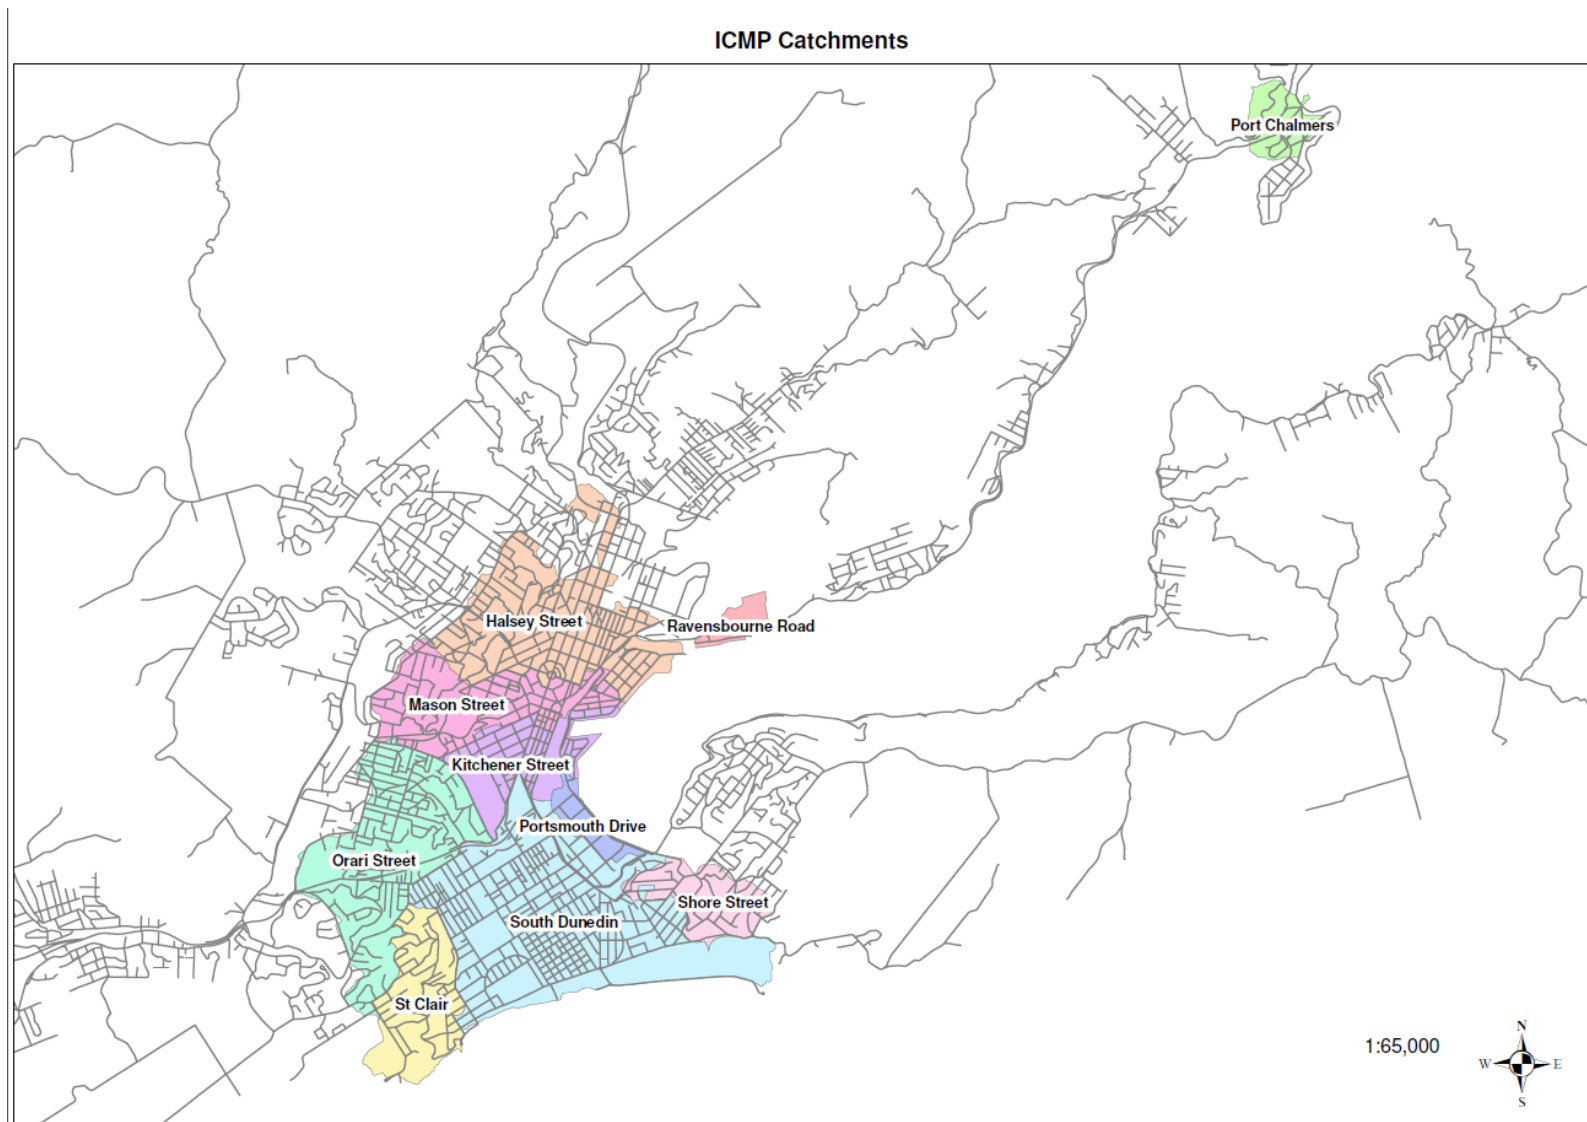 ICMP Catchments
Port Chalmers
Halsey Street
Ravensbourne Road
Mason Street
Kitchener Street
Portsmouth Drive
Orari Street
Shore Street
South Dunedin
St Clair
1:65,000
N
W
E
S